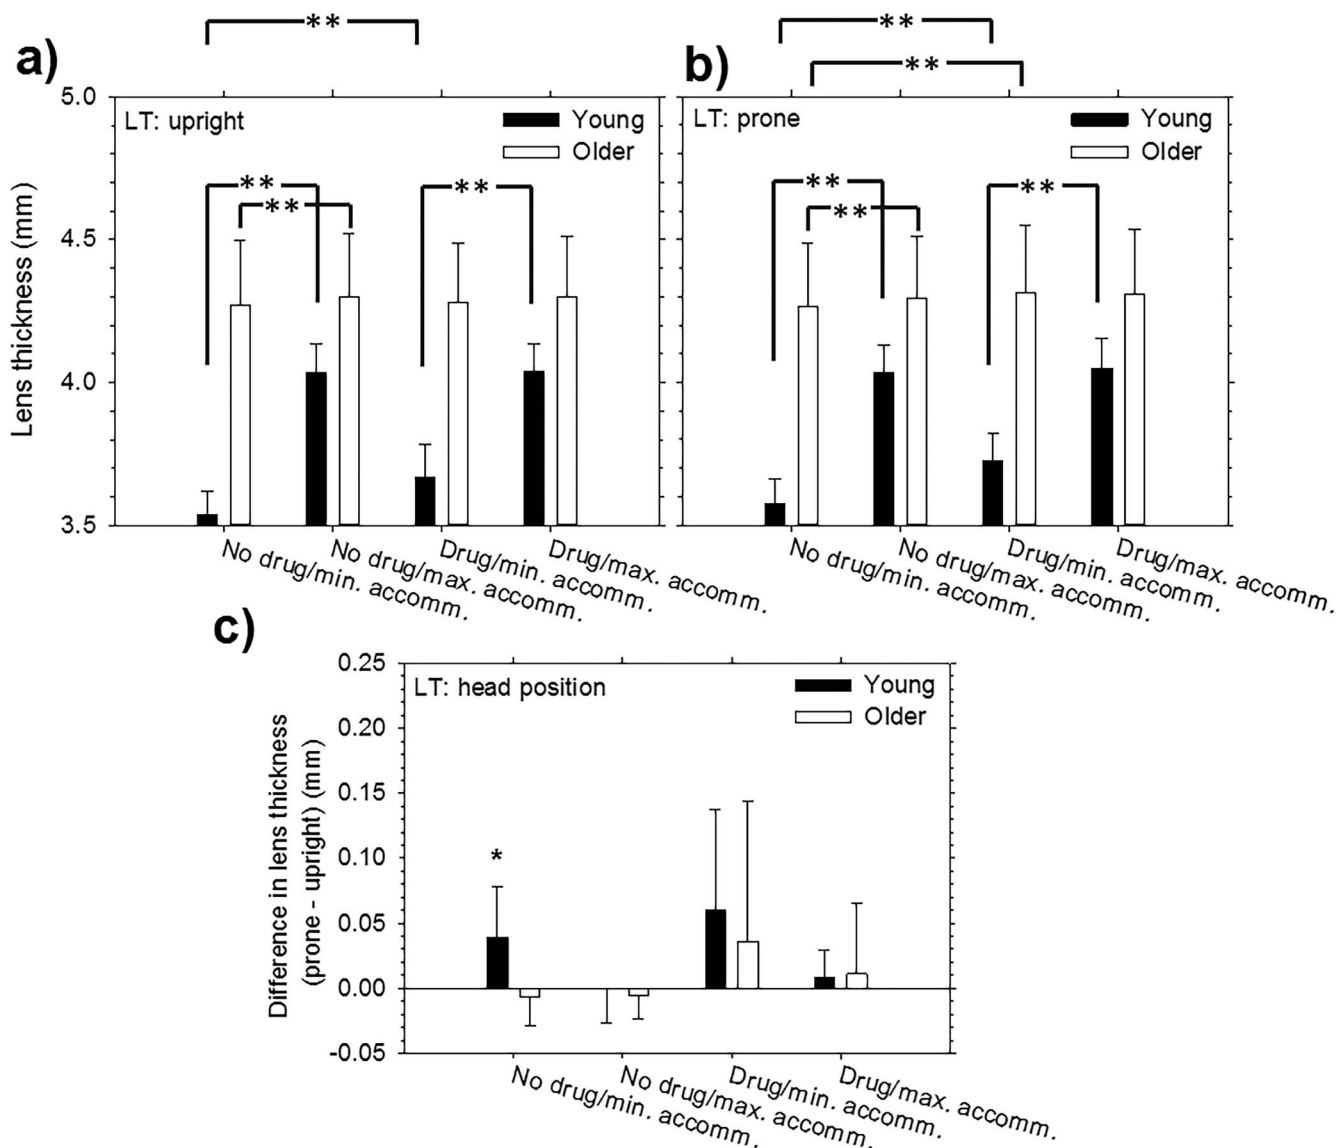 **
**
**
a)
b)
5.0
LT: upright
Young
Older
LT: prone
Young
Older
**
**
**
**
**
**
4.5
4.0
3.5
Lens thickness (mm)
No drug/min. accomm.
No drug/max. accomm.
Drug/min. accomm.
Drug/max. accomm.
No drug/min. accomm.
No drug/max. accomm.
Drug/min. accomm.
Drug/max. accomm.
c)
0.25
LT: head position
Young
Older
0.20
0.15
0.10
0.05
0.00
-0.05
*
Difference in lens thickness
(prone - upright) (mm)
No drug/min. accomm.
No drug/max. accomm.
Drug/min. accomm.
Drug/max. accomm.